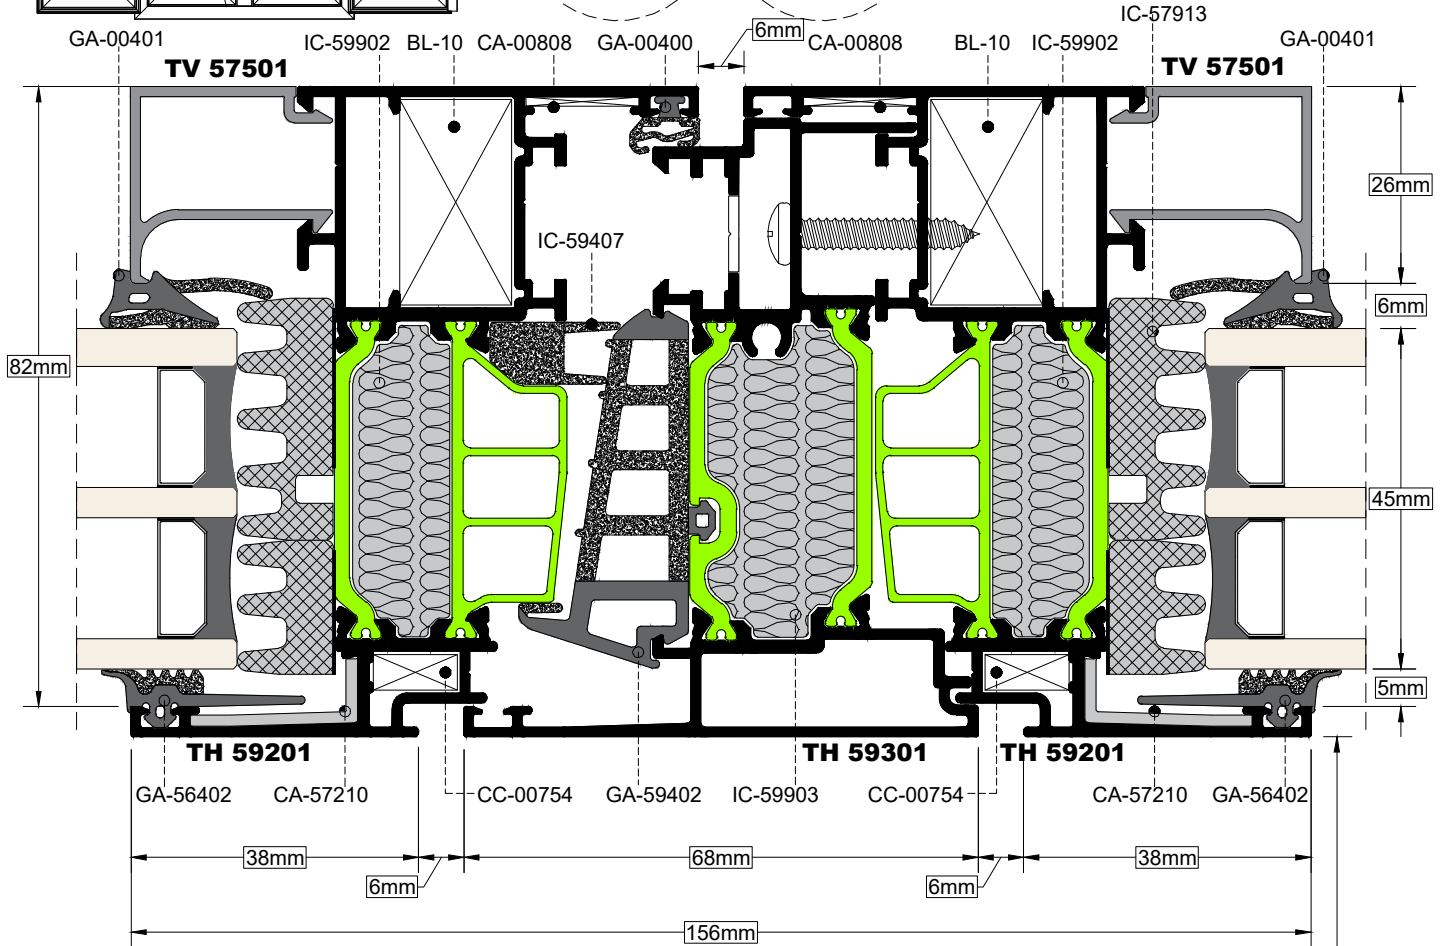 IC-57913
6mm
GA-00401 IC-59902 BL-10 CA-00808 GA-00400 CA-00808 BL-10 IC-59902 GA-00401
TV 57501 TV 57501
26mm
IC-59407
6mm
82mm
45mm
5mm
TH 59201 TH 59301 TH 59201
GA-56402 CA-57210 CC-00754 GA-59402 IC-59903 CC-00754 CA-57210 GA-56402
38mm 68mm 38mm
6mm 6mm
156mm